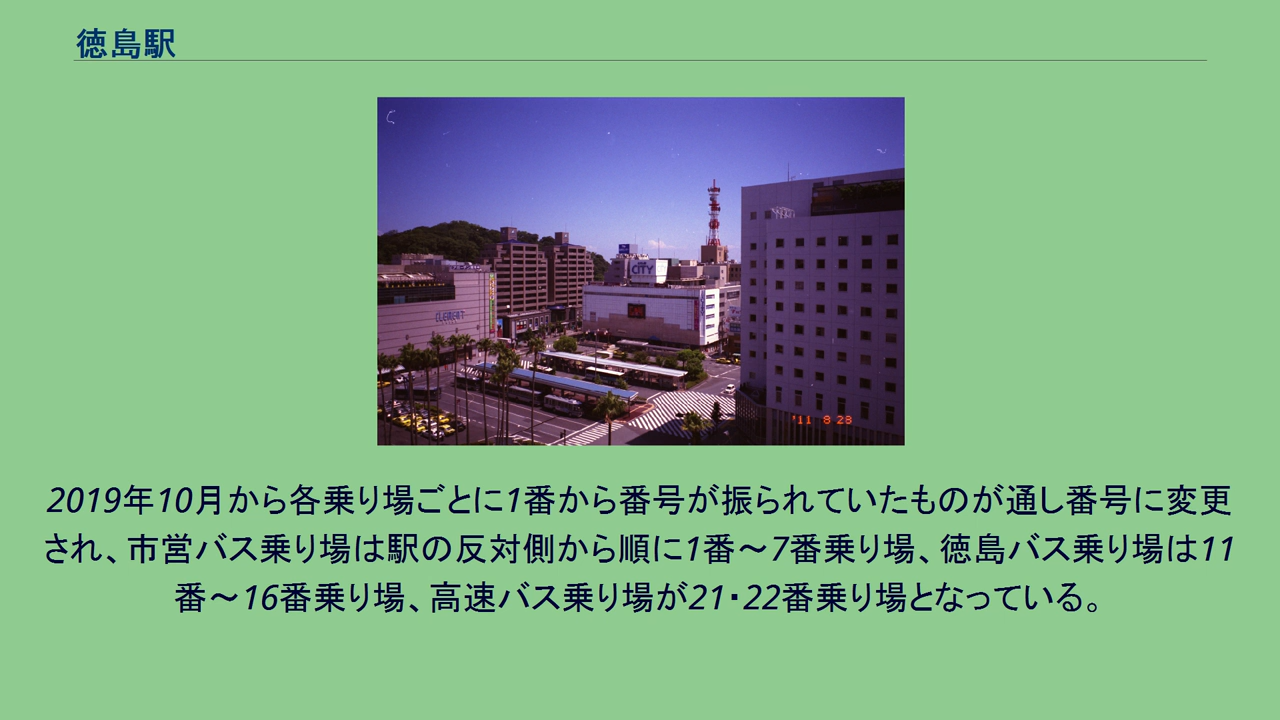 徳島駅
CITY
CLEMENT
'11 8 28
2019年10月から各乗り場ごとに1番から番号が振られていたものが通し番号に変更
され、市営バス乗り場は駅の反対側から順に1番～7番乗り場、徳島バス乗り場は11
番～16番乗り場、高速バス乗り場が21・22番乗り場となっている。